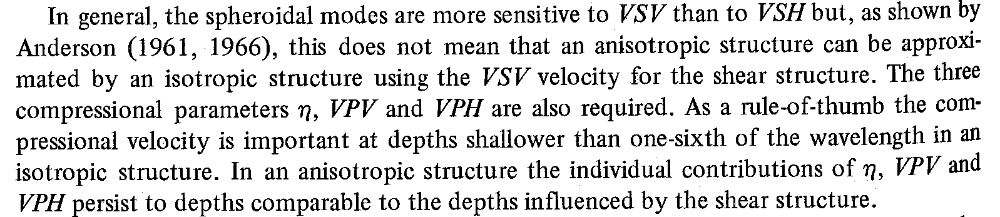 In general, the spheroidal modes are more sensitive to VSV than to VSH but, as shown by
Anderson (1961, 1966), this does not mean that an anisotropic structure can be approxi-
mated by an isotropic structure using the VSV velocity for the shear structure. The three
compressional parameters η, VPV and VPH are also required. As a rule-of-thumb the com-
pressional velocity is important at depths shallower than one-sixth of the wavelength in an
isotropic structure. In an anisotropic structure the individual contributions of η, VPV and
VPH persist to depths comparable to the depths influenced by the shear structure.